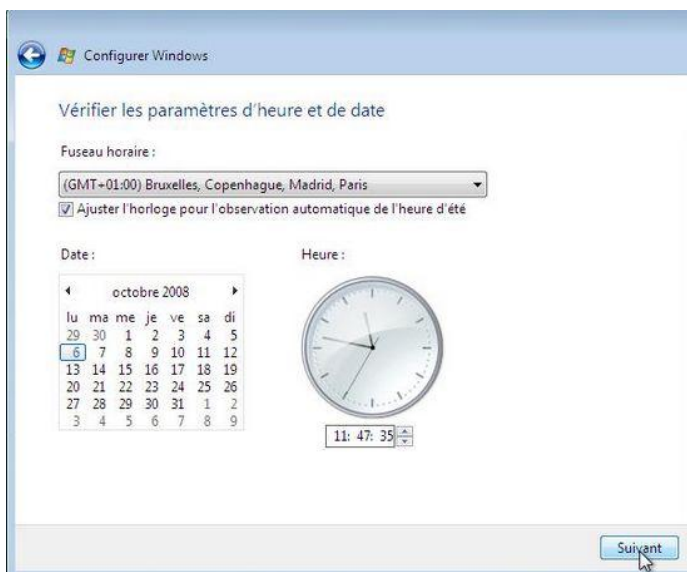 Configurer Windows
Vérifier les paramètres d'heure et de date
Fuseau horaire :
(GMT+01:00) Bruxelles, Copenhague, Madrid, Paris
Ajuster l'horloge pour l'observation automatique de l'heure d'été
Date : Heure :
octobre 2008
lu ma me je ve sa di
29 30 1 2 3 4 5
6 7 8 9 10 11 12
13 14 15 16 17 18 19
20 21 22 23 24 25 26
27 28 29 30 31 1 2
3 4 5 6 7 8 9
11: 47: 35
Suivant